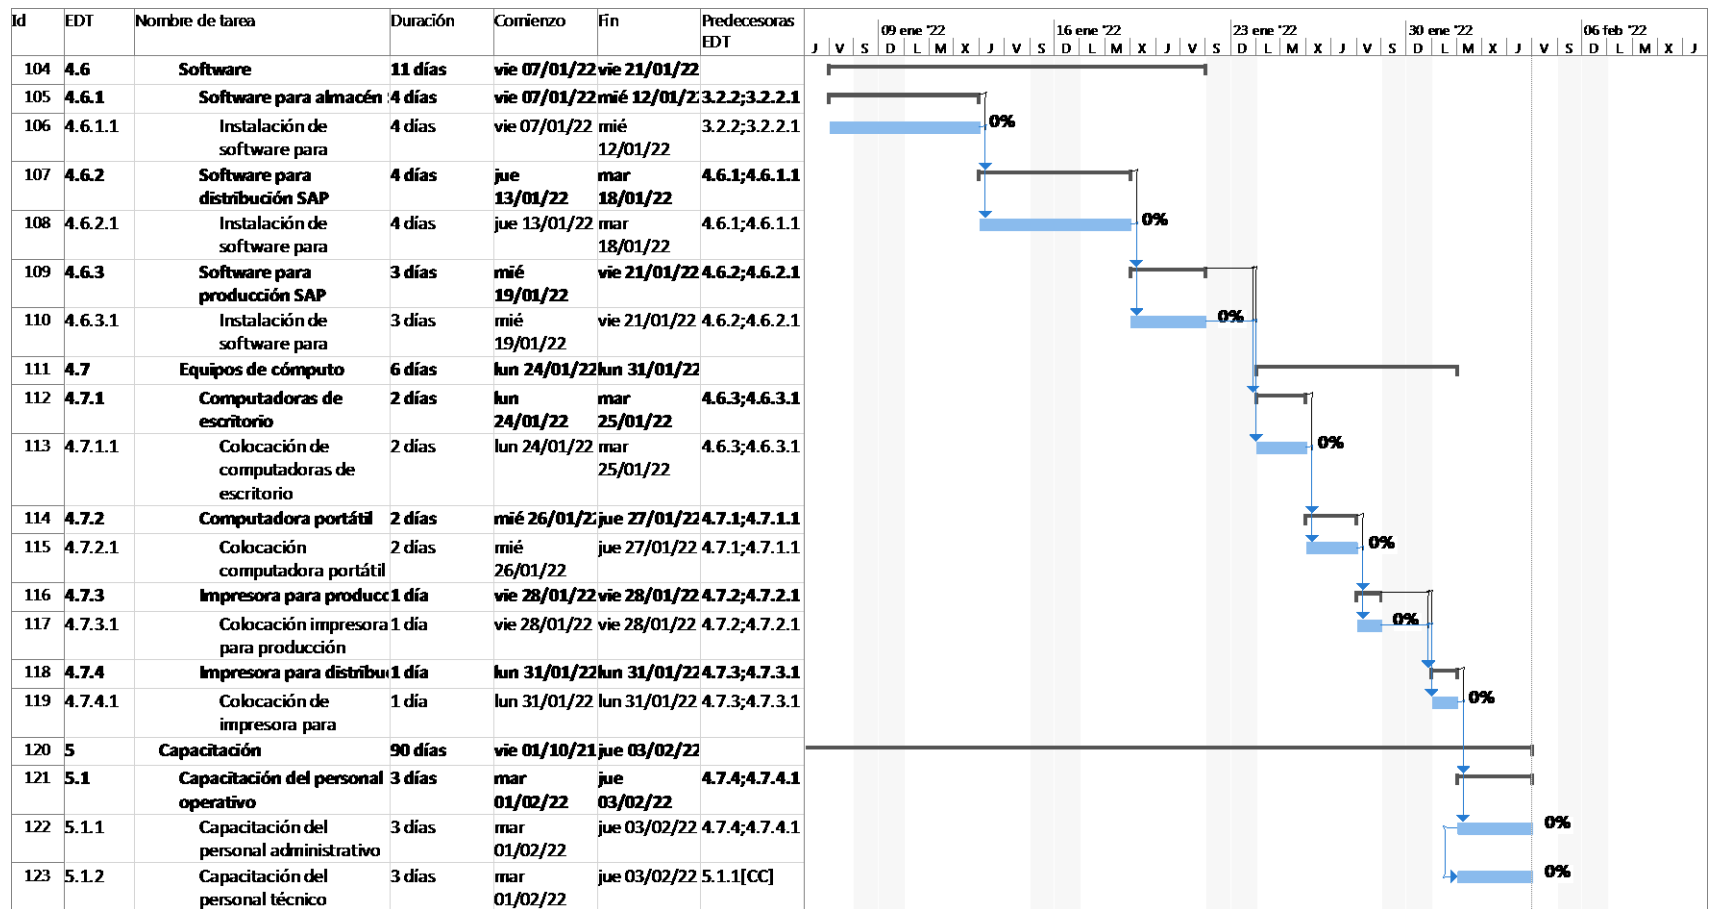 Id EDT Nombre de tarea Duración Comienzo Fin Predecesoras
EDT
09 ene '22 16 ene '22 23 ene '22 30 ene '22 06 feb '22
J V S D L M X J V S D L M X J V S D L M X J V S D L M X J V S D L M X J
104 4.6 Software 11 días vie 07/01/22 vie 21/01/22
105 4.6.1 Software para almacén 4 días vie 07/01/22 mié 12/01/2 3.2.2;3.2.2.1
106 4.6.1.1 Instalación de 4 días vie 07/01/22 mié 3.2.2;3.2.2.1 0%
software para 12/01/22
107 4.6.2 Software para 4 días jue mar 4.6.1;4.6.1.1
distribución SAP 13/01/22 18/01/22
108 4.6.2.1 Instalación de 4 días jue 13/01/22 mar 4.6.1;4.6.1.1 0%
software para 18/01/22
109 4.6.3 Software para 3 días mié vie 21/01/22 4.6.2;4.6.2.1
producción SAP 19/01/22
110 4.6.3.1 Instalación de 3 días mié vie 21/01/22 4.6.2;4.6.2.1 0%
software para 19/01/22
111 4.7 Equipos de cómputo 6 días lun 24/01/22 lun 31/01/22
112 4.7.1 Computadoras de 2 días lun mar 4.6.3;4.6.3.1
escritorio 24/01/22 25/01/22
113 4.7.1.1 Colocación de 2 días lun 24/01/22 mar 4.6.3;4.6.3.1 0%
computadoras de 25/01/22
escritorio
114 4.7.2 Computadora portátil 2 días mié 26/01/2 jue 27/01/22 4.7.1;4.7.1.1
115 4.7.2.1 Colocación 2 días mié jue 27/01/22 4.7.1;4.7.1.1 0%
computadora portátil 26/01/22
116 4.7.3 Impresora para producc 1 día vie 28/01/22 vie 28/01/22 4.7.2;4.7.2.1
117 4.7.3.1 Colocación impresora 1 día vie 28/01/22 vie 28/01/22 4.7.2;4.7.2.1 0%
para producción
118 4.7.4 Impresora para distribu 1 día lun 31/01/22 lun 31/01/22 4.7.3;4.7.3.1
119 4.7.4.1 Colocación de 1 día lun 31/01/22 lun 31/01/22 4.7.3;4.7.3.1 0%
impresora para
120 5 Capacitación 90 días vie 01/10/21 jue 03/02/22
121 5.1 Capacitación del personal 3 días mar jue 4.7.4;4.7.4.1
operativo 01/02/22 03/02/22
122 5.1.1 Capacitación del 3 días mar jue 03/02/22 4.7.4;4.7.4.1 0%
personal administrativo 01/02/22
123 5.1.2 Capacitación del 3 días mar jue 03/02/22 5.1.1[CC] 0%
personal técnico 01/02/22